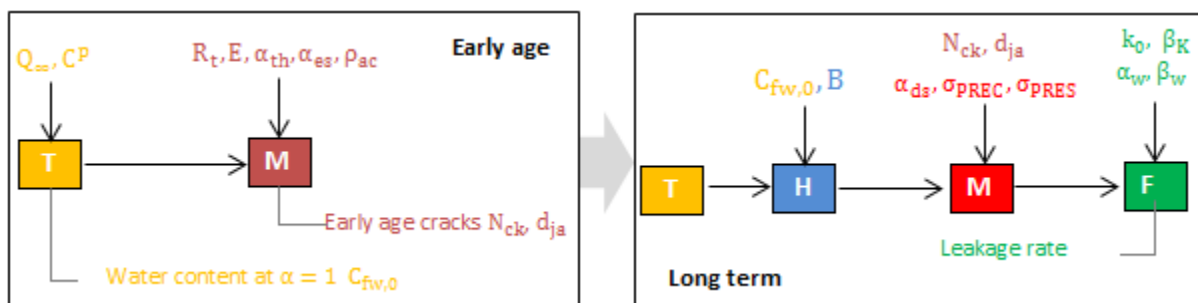 Early age
Q∞, Cᴾ
Rt, E, αth, αes, ρac
T
M
Early age cracks Nck, dja
Water content at α = 1 Cfw,0
Nck, dja
k0, βK
Cfw,0, B
αds, σPREC, σPRES
αw, βw
T
H
M
F
Leakage rate
Long term